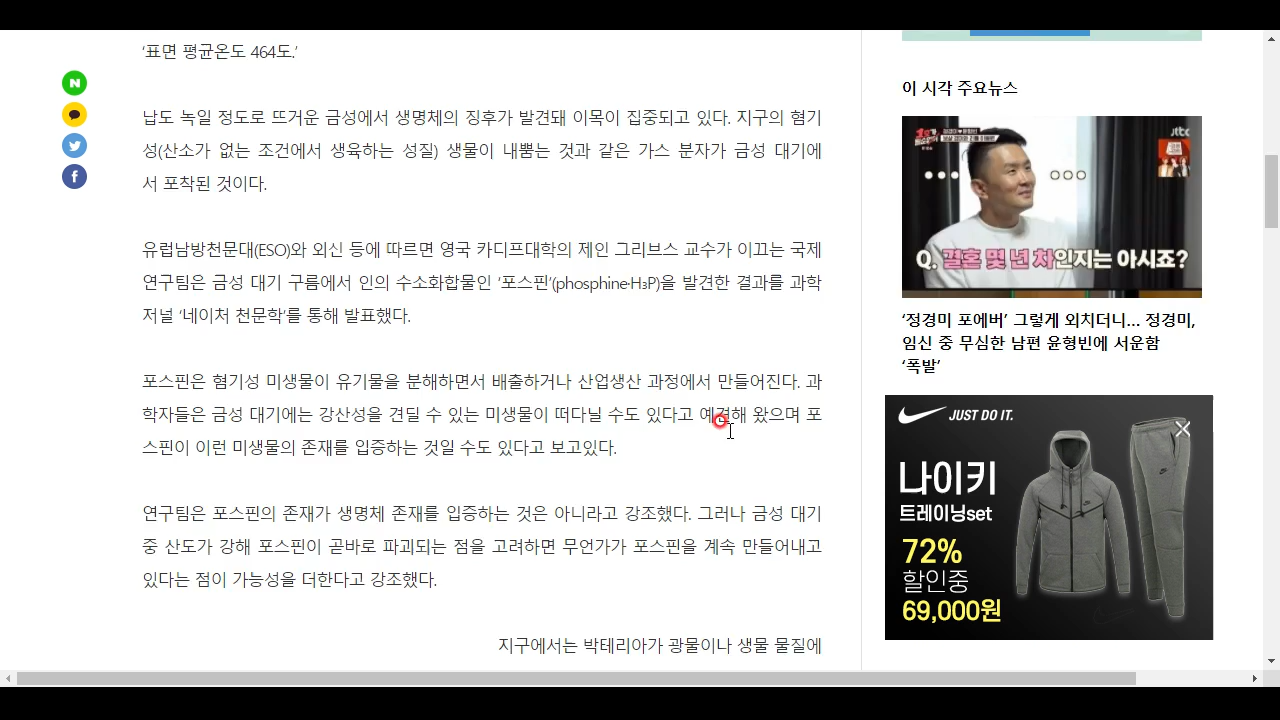 ‘표면 평균온도 464도.’
납도 녹일 정도로 뜨거운 금성에서 생명체의 징후가 발견돼 이목이 집중되고 있다. 지구의 혐기
성(산소가 없는 조건에서 생육하는 성질) 생물이 내뿜는 것과 같은 가스 분자가 금성 대기에
서 포착된 것이다.
유럽남방천문대(ESO)와 외신 등에 따르면 영국 카디프대학의 제인 그리브스 교수가 이끄는 국제
연구팀은 금성 대기 구름에서 인의 수소화합물인 ‘포스핀’(phosphine·H₃P)을 발견한 결과를 과학
저널 ‘네이처 천문학’를 통해 발표했다.
포스핀은 혐기성 미생물이 유기물을 분해하면서 배출하거나 산업생산 과정에서 만들어진다. 과
학자들은 금성 대기에는 강산성을 견딜 수 있는 미생물이 떠다닐 수도 있다고 예견해 왔으며 포
스핀이 이런 미생물의 존재를 입증하는 것일 수도 있다고 보고있다.
연구팀은 포스핀의 존재가 생명체 존재를 입증하는 것은 아니라고 강조했다. 그러나 금성 대기
중 산도가 강해 포스핀이 곧바로 파괴되는 점을 고려하면 무언가가 포스핀을 계속 만들어내고
있다는 점이 가능성을 더한다고 강조했다.
지구에서는 박테리아가 광물이나 생물 물질에
이 시각 주요뉴스
jtbc
Q. 결혼 몇 년 차인지는 아시죠?
‘정경미 포에버’ 그렇게 외치더니... 정경미,
임신 중 무심한 남편 윤형빈에 서운함
‘폭발’
JUST DO IT.
나이키
트레이닝set
72%
할인중
69,000원